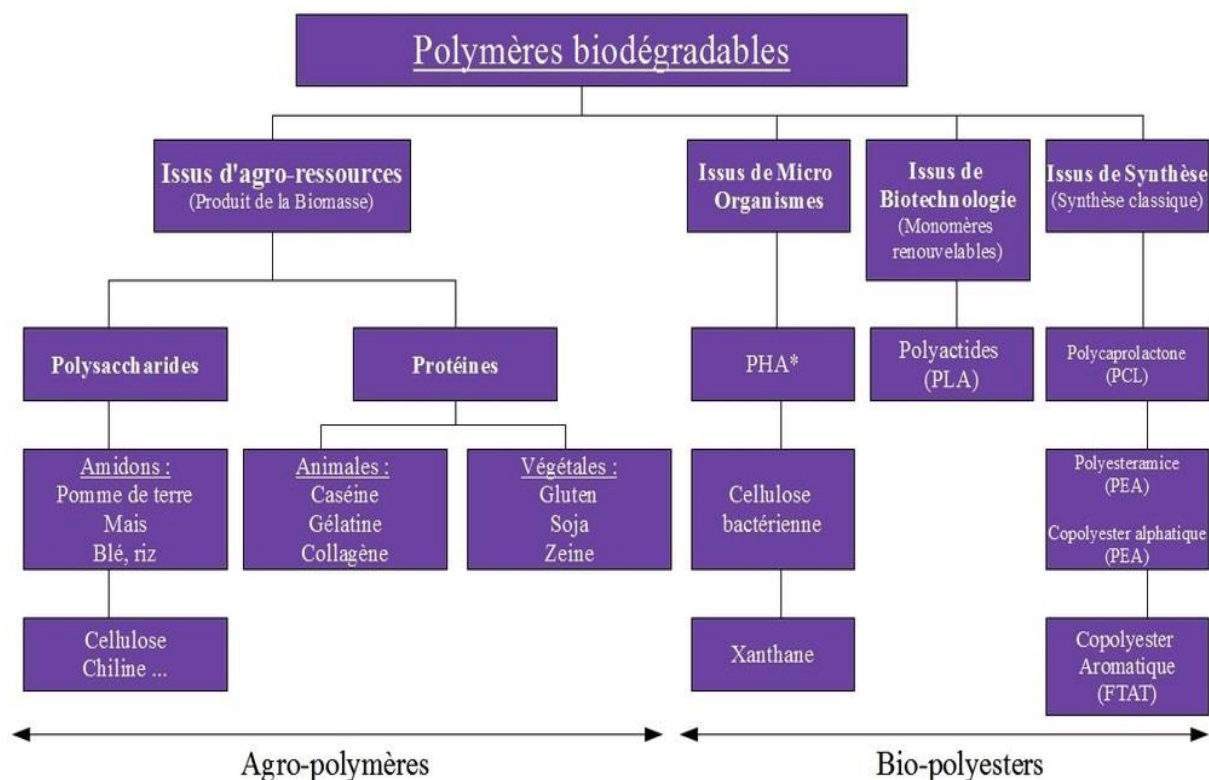 Polymères biodégradables
Issus d'agro-ressources
(Produit de la Biomasse)
Issus de Micro
Organismes
Issus de
Biotechnologie
(Monomères
renouvelables)
Issus de Synthèse
(Synthèse classique)
Polysaccharides
Protéines
PHA*
Polyactides
(PLA)
Polycaprolactone
(PCL)
Amidons :
Pomme de terre
Mais
Blé, riz
Animales :
Caséine
Gélatine
Collagène
Végétales :
Gluten
Soja
Zeine
Cellulose
bactérienne
Polyesteramice
(PEA)
Copolyester alphatique
(PEA)
Cellulose
Chiline ...
Xanthane
Copolyester
Aromatique
(FTAT)
Agro-polymères
Bio-polyesters